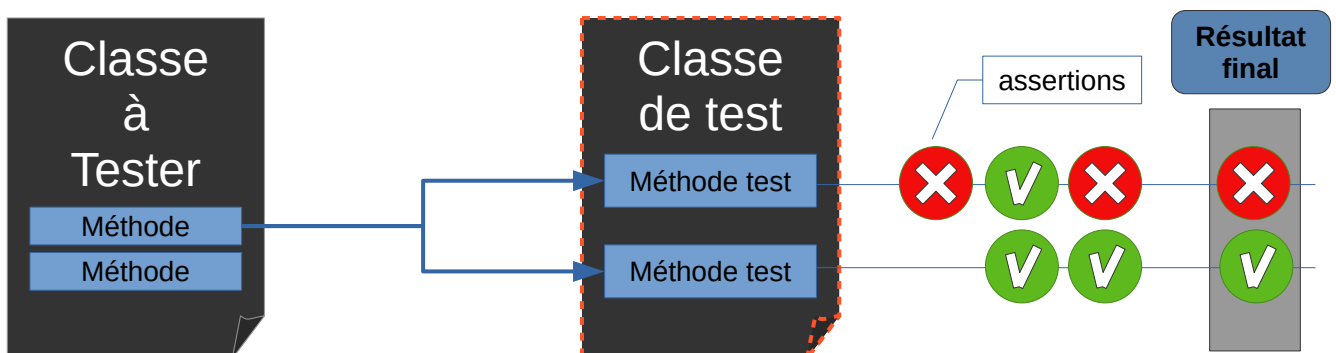 Classe
à
Tester
Méthode
Méthode
Classe
de test
Méthode test
Méthode test
assertions
Résultat
final